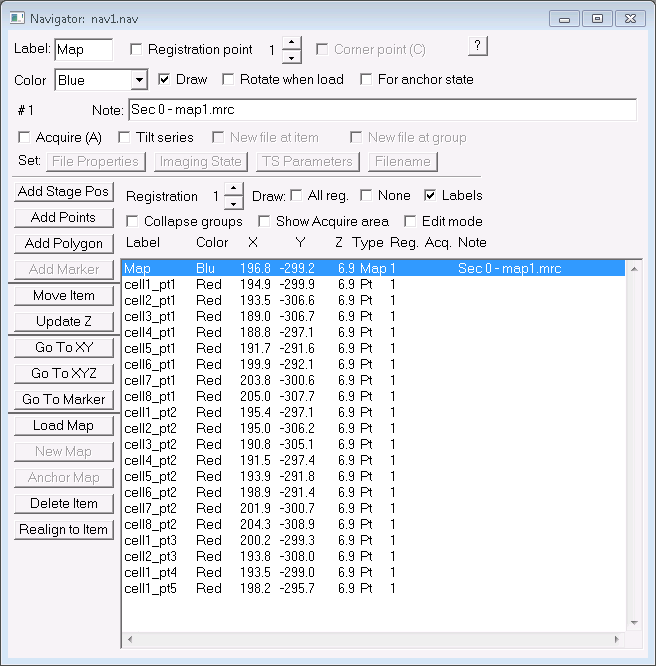 Navigator: nav1.nav
Label: Map Registration point 1 Corner point (C) ?
Color Blue Draw Rotate when load For anchor state
# 1 Note: Sec 0 - map1.mrc
Acquire (A) Tilt series New file at item New file at group
Set: File Properties Imaging State TS Parameters Filename
Add Stage Pos Registration 1 Draw: All reg. None Labels
Add Points Collapse groups Show Acquire area Edit mode
Add Polygon Label Color X Y Z Type Reg. Acq. Note
Add Marker Map Blu 196.8 -299.2 6.9 Map 1 Sec 0 - map1.mrc
cell1_pt1 Red 194.9 -299.9 6.9 Pt 1
Move Item cell2_pt1 Red 193.5 -306.6 6.9 Pt 1
cell3_pt1 Red 189.0 -306.7 6.9 Pt 1
Update Z cell4_pt1 Red 188.8 -297.1 6.9 Pt 1
Go To XY cell5_pt1 Red 191.7 -291.6 6.9 Pt 1
cell6_pt1 Red 199.9 -292.1 6.9 Pt 1
Go To XYZ cell7_pt1 Red 203.8 -300.6 6.9 Pt 1
Go To Marker cell8_pt1 Red 205.0 -307.7 6.9 Pt 1
cell1_pt2 Red 195.4 -297.1 6.9 Pt 1
Load Map cell2_pt2 Red 195.0 -306.2 6.9 Pt 1
New Map cell3_pt2 Red 190.8 -305.1 6.9 Pt 1
cell4_pt2 Red 191.5 -297.4 6.9 Pt 1
Anchor Map cell5_pt2 Red 193.9 -291.8 6.9 Pt 1
cell6_pt2 Red 198.9 -291.4 6.9 Pt 1
Delete Item cell7_pt2 Red 201.9 -300.7 6.9 Pt 1
Realign to Item cell8_pt2 Red 204.3 -308.9 6.9 Pt 1
cell1_pt3 Red 200.2 -299.3 6.9 Pt 1
cell2_pt3 Red 193.8 -308.0 6.9 Pt 1
cell1_pt4 Red 193.5 -299.0 6.9 Pt 1
cell1_pt5 Red 198.2 -295.7 6.9 Pt 1